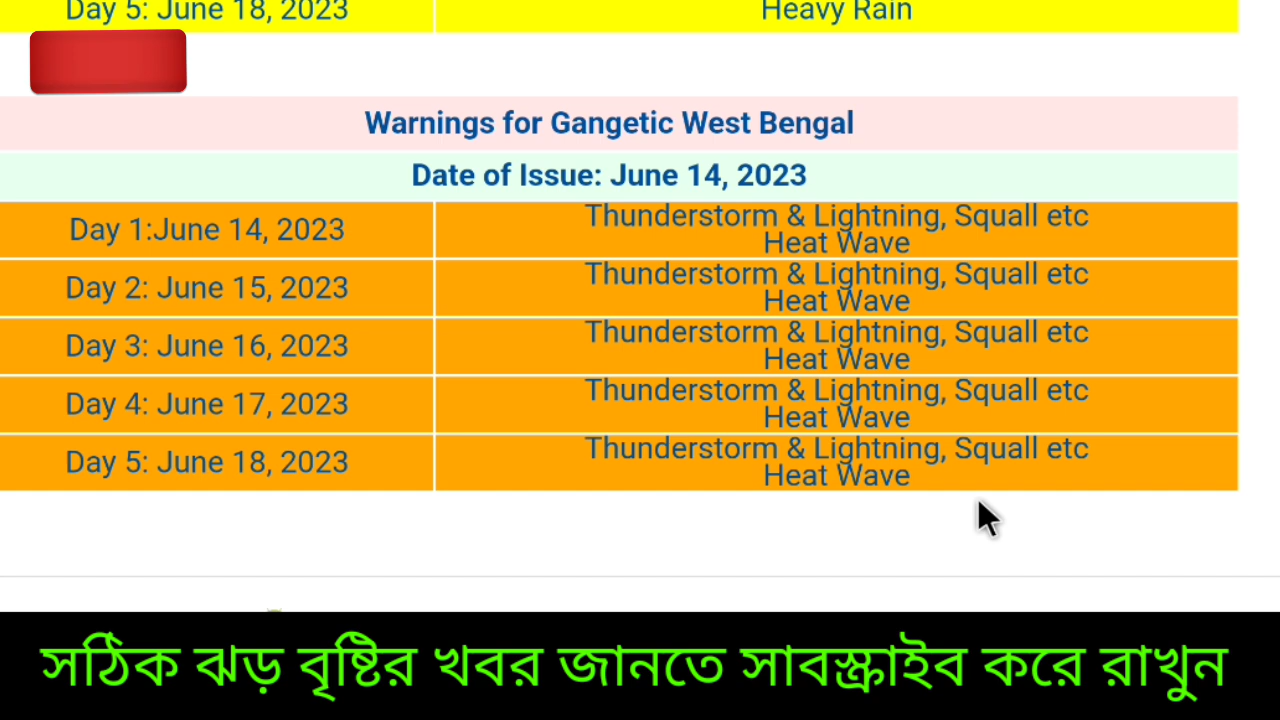 Day 5: June 18, 2023 Heavy Rain
Warnings for Gangetic West Bengal
Date of Issue: June 14, 2023
Day 1:June 14, 2023 Thunderstorm & Lightning, Squall etc
Heat Wave
Day 2: June 15, 2023 Thunderstorm & Lightning, Squall etc
Heat Wave
Day 3: June 16, 2023 Thunderstorm & Lightning, Squall etc
Heat Wave
Day 4: June 17, 2023 Thunderstorm & Lightning, Squall etc
Heat Wave
Day 5: June 18, 2023 Thunderstorm & Lightning, Squall etc
Heat Wave
সঠিক ঝড় বৃষ্টির খবর জানতে সাবস্ক্রাইব করে রাখুন